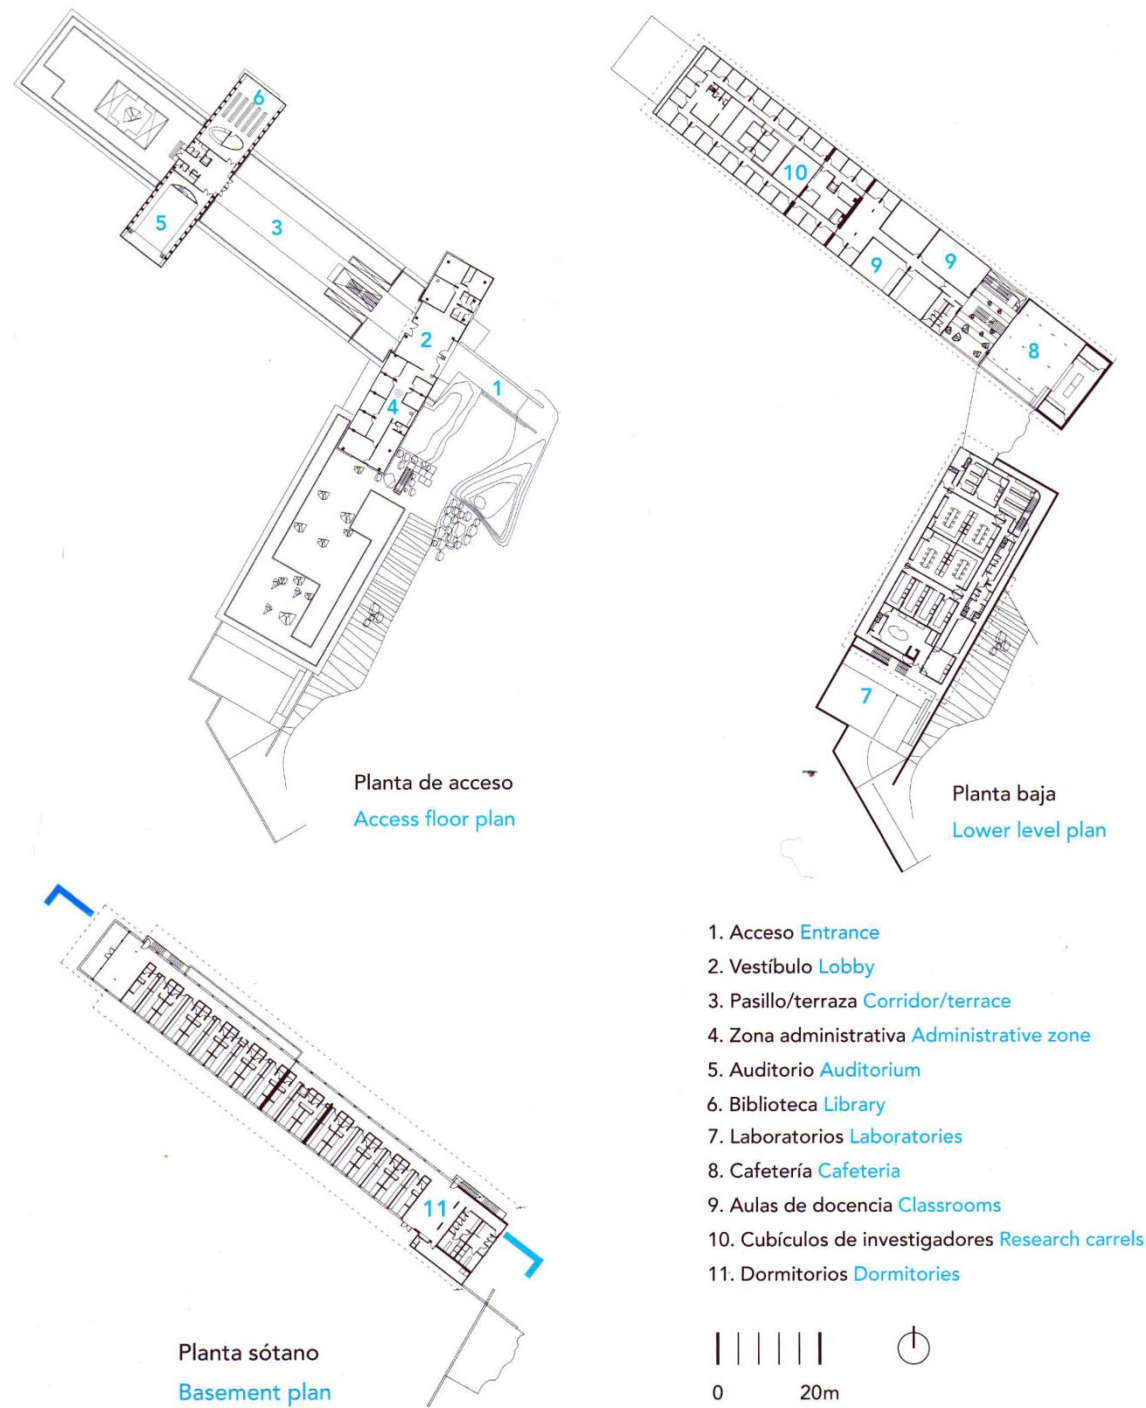 6
5
3
2
1
4
Planta de acceso
Access floor plan
10
9
9
8
7
Planta baja
Lower level plan
11
Planta sótano
Basement plan
1. Acceso Entrance
2. Vestíbulo Lobby
3. Pasillo/terraza Corridor/terrace
4. Zona administrativa Administrative zone
5. Auditorio Auditorium
6. Biblioteca Library
7. Laboratorios Laboratories
8. Cafetería Cafeteria
9. Aulas de docencia Classrooms
10. Cubículos de investigadores Research carrels
11. Dormitorios Dormitories
0 20m